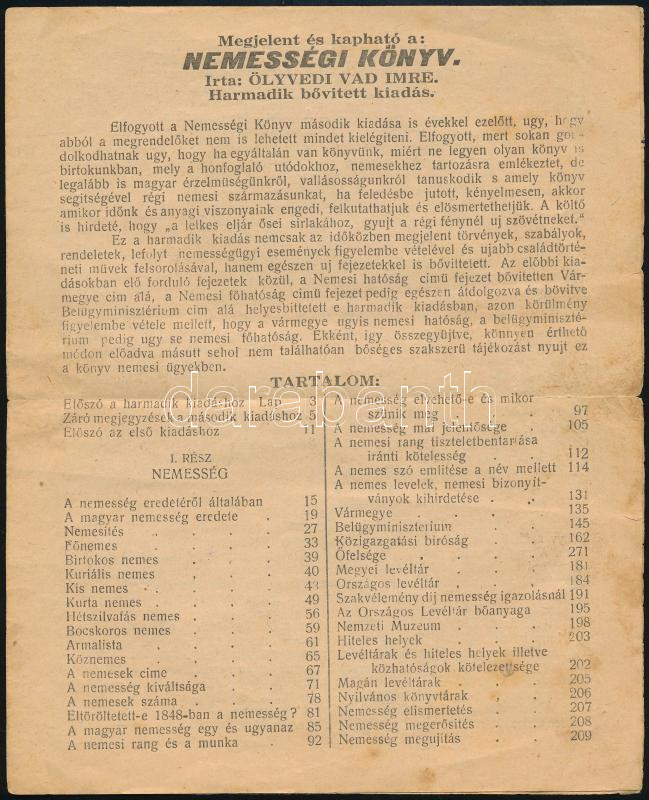 Megjelent és kapható a:
NEMESSÉGI KÖNYV.
Irta: ÖLYVEDI VAD IMRE.
Harmadik bővitett kiadás.
Elfogyott a Nemességi Könyv második kiadása is évekkel ezelőtt, ugy, hogy
abból a megrendelőket nem is lehetett mindet kielégiteni. Elfogyott, mert sokan gon-
dolkodhatnak ugy, hogy ha egyáltalán van könyvünk, miért ne legyen olyan könyv is
birtokunkban, mely a honfoglaló utódokhoz, nemesekhez tartozásra emlékeztet, de
legalább is magyar érzelmüségünkről, vallásosságunkról tanuskodik s amely könyv
segitségével régi nemesi származásunkat, ha feledésbe jutott, kényelmesen, akkor
amikor időnk és anyagi viszonyaink engedi, felkutathatjuk és elösmertethetjük. A költő
is hirdeté, hogy „a lelkes eljár ősei sirlakához, gyujt a régi fénynél uj szövétneket."
Ez a harmadik kiadás nemcsak az időközben megjelent törvények, szabályok,
rendeletek, lefolyt nemességügyi események figyelembe vételével és ujabb családtörté-
neti művek felsorolásával, hanem egészen uj fejezetekkel is bővíttetett. Az előbbi kia-
dásokban elő forduló fejezetek közül, a Nemesi hatóság cimü fejezet bővitetten Vár-
megye cim alá, a Nemesi főhatóság cimü fejezet pedig egészen átdolgozva és bővitve
Belügyminisztérium cim alá helyesbittetett e harmadik kiadásban, azon körülmény
figyelembe vétele mellett, hogy a vármegye ugyis nemesi hatóság, a belügyminiszté-
rium pedig ugy se nemesi főhatóság. Ekként, igy összegyüjtve, könnyen érthető
módon előadva másutt sehol nem találhatóan bőséges szakszerü tájékozást nyujt ez
a könyv nemesi ügyekben.
TARTALOM:
Előszó a harmadik kiadáshoz Lap 3
Záró megjegyzések a második kiadáshoz 5
Előszó az első kiadáshoz 11
I. RÉSZ
NEMESSÉG
A nemesség eredetéről általában 15
A magyar nemesség eredete . . 19
Nemesités . . . . 27
Főnemes . . . . 33
Birtokos nemes . . . 39
Kuriális nemes . . . 40
Kis nemes . . . . 43
Kurta nemes . . . . 49
Hétszilvafás nemes . . . 56
Bocskoros nemes . . . 59
Armalista . . . . 61
Köznemes . . . . 65
A nemesek cime . . . 67
A nemesség kiváltsága . . 71
A nemesek száma . . . 78
Eltöröltetett-e 1848-ban a nemesség? 81
A magyar nemesség egy és ugyanaz 85
A nemesi rang és a munka . . 92
A nemesség elvehető-e és mikor
szünik meg . . . 97
A nemesség mai jelentősége . 105
A nemesi rang tiszteletbentartása
iránti kötelesség . . 112
A nemes szó emlitése a név mellett 114
A nemes levelek, nemesi bizonyit-
ványok kihirdetése . . . 131
Vármegye . . . . 135
Belügyminiszterium . . . 145
Közigazgatási biróság . . 162
Őfelsége . . . . 271
Megyei levéltár . . . 181
Országos levéltár . . . 184
Szakvélemény dij nemesség igazolásnál 191
Az Országos Levéltár bőanyaga 195
Nemzeti Muzeum . . . 198
Hiteles helyek . . . 203
Levéltárak és hiteles helyek illetve
közhatóságok kötelezettsége 202
Magán levéltárak . . . 205
Nyilvános könyvtárak . . 206
Nemesség elismertetés . . 207
Nemesség megerősités . . 208
Nemesség megujitás . . . 209
darabanth